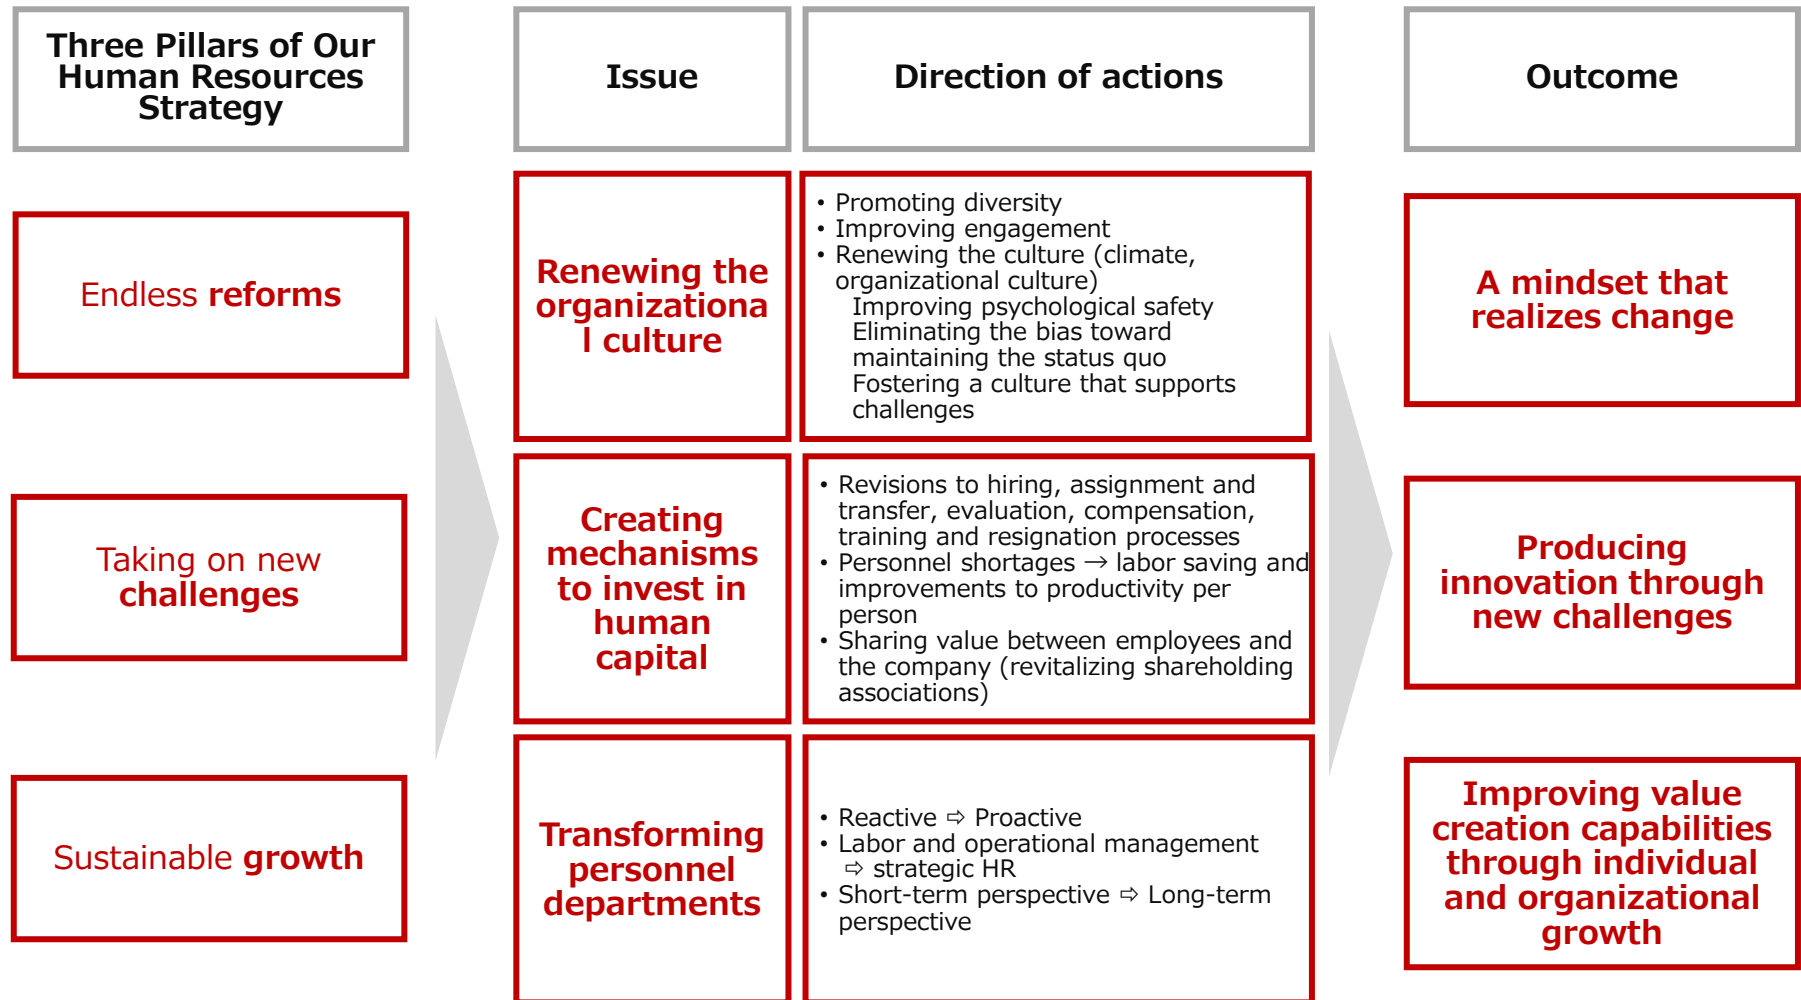 Three Pillars of Our
Human Resources
Strategy
Issue
Direction of actions
Outcome
Endless reforms
Renewing the
organizationa
l culture
• Promoting diversity
• Improving engagement
• Renewing the culture (climate,
organizational culture)
Improving psychological safety
Eliminating the bias toward
maintaining the status quo
Fostering a culture that supports
challenges
A mindset that
realizes change
Taking on new
challenges
Creating
mechanisms
to invest in
human
capital
• Revisions to hiring, assignment and
transfer, evaluation, compensation,
training and resignation processes
• Personnel shortages → labor saving and
improvements to productivity per
person
• Sharing value between employees and
the company (revitalizing shareholding
associations)
Producing
innovation through
new challenges
Sustainable growth
Transforming
personnel
departments
• Reactive ⇨ Proactive
• Labor and operational management
⇨ strategic HR
• Short-term perspective ⇨ Long-term
perspective
Improving value
creation capabilities
through individual
and organizational
growth